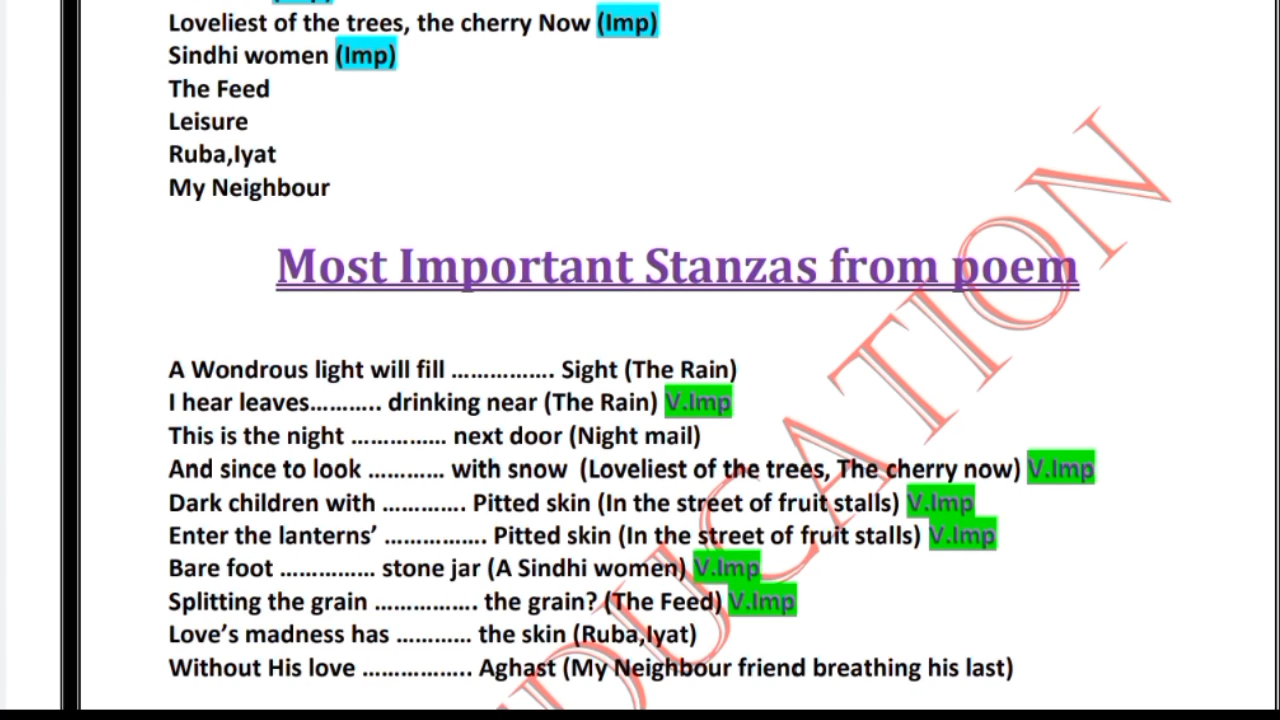 Loveliest of the trees, the cherry Now (Imp)
Sindhi women (Imp)
The Feed
Leisure
Ruba,Iyat
My Neighbour
Most Important Stanzas from poem
A Wondrous light will fill ……………. Sight (The Rain)
I hear leaves……….. drinking near (The Rain) V.Imp
This is the night …………… next door (Night mail)
And since to look ………… with snow (Loveliest of the trees, The cherry now) V.Imp
Dark children with …………. Pitted skin (In the street of fruit stalls) V.Imp
Enter the lanterns’ ……………. Pitted skin (In the street of fruit stalls) V.Imp
Bare foot …………… stone jar (A Sindhi women) V.Imp
Splitting the grain ……………. the grain? (The Feed) V.Imp
Love’s madness has ………… the skin (Ruba,Iyat)
Without His love …………….. Aghast (My Neighbour friend breathing his last)
DUCATION